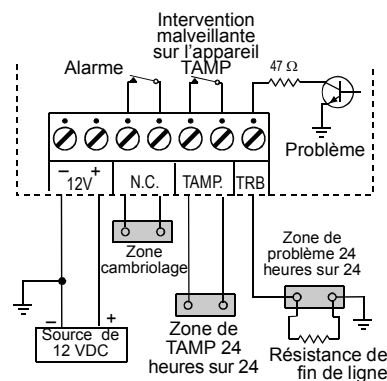 Intervention
malveillante
sur l'appareil
Alarme
TAMP
47 Ω
Problème
– 12V +
N.C.
TAMP.
TRB
Zone
cambriolage
Zone de
problème 24
heures sur 24
– +
Source de
12 VDC
Zone de
TAMP 24
heures sur 24
Résistance de
fin de ligne